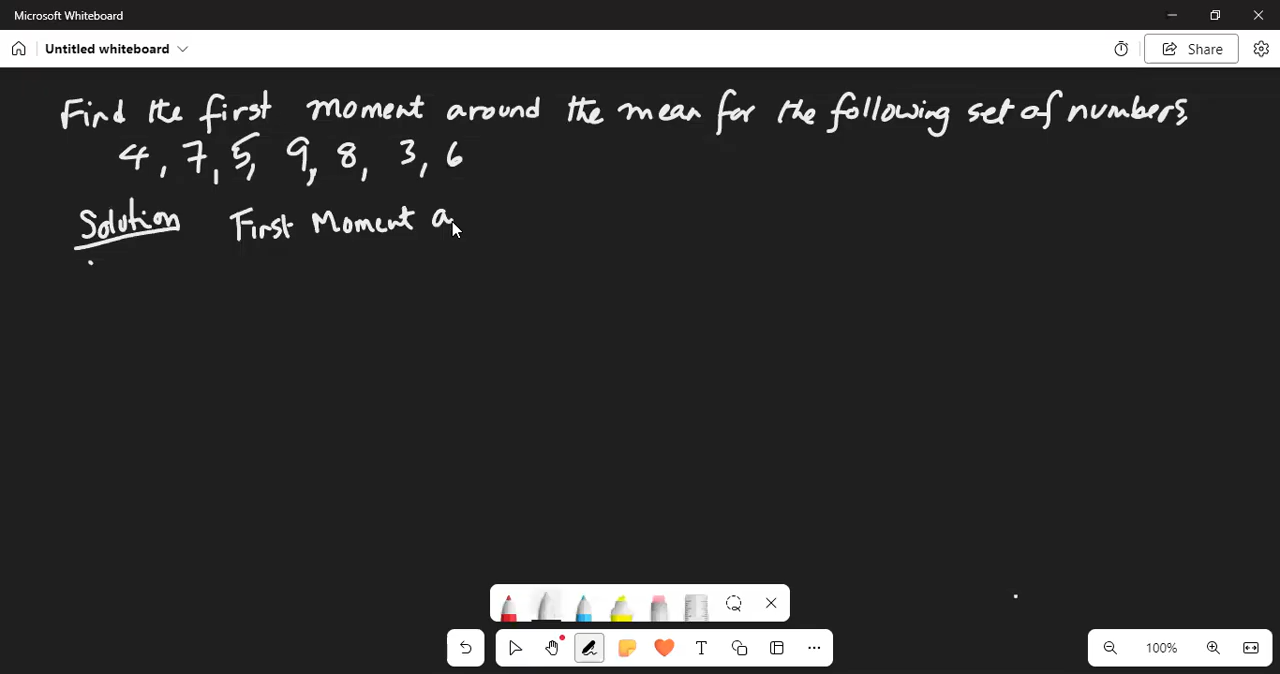 Microsoft Whiteboard
Untitled whiteboard
Share
Find the first moment around the mean for the following set of numbers,
4, 7, 5, 9, 8, 3, 6
Solution First Moment a
100%